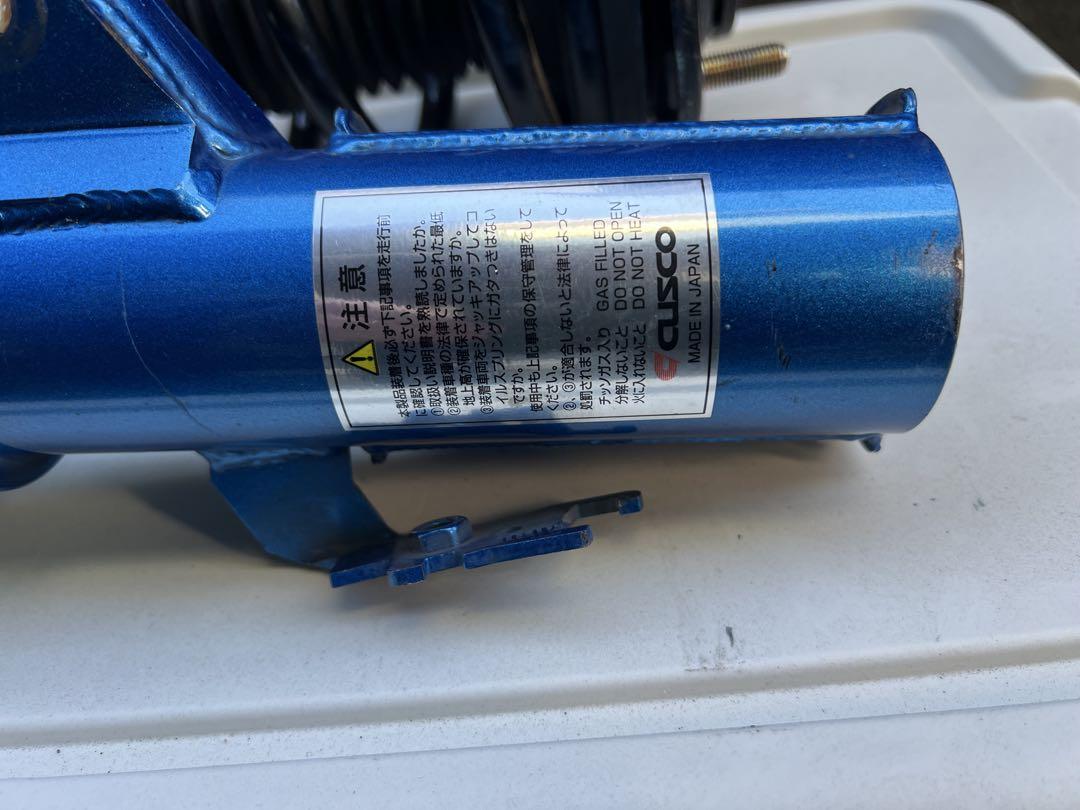 注意
本製品装着後必ず下記事項を走行前
に確認してください。
①取扱い説明書を熟読しましたか。
②装着車種の法律で定められた最低
地上高が確保されていますか。
③装着車両をジャッキアップしてコ
イルスプリングにガタつきはない
ですか。
使用中も上記事項の保守管理をして
ください。
②、③が適合しないと法律によって
処罰されます。
チッソガス入り GAS FILLED
分解しないこと DO NOT OPEN
火に入れないこと DO NOT HEAT
CUSCO
MADE IN JAPAN